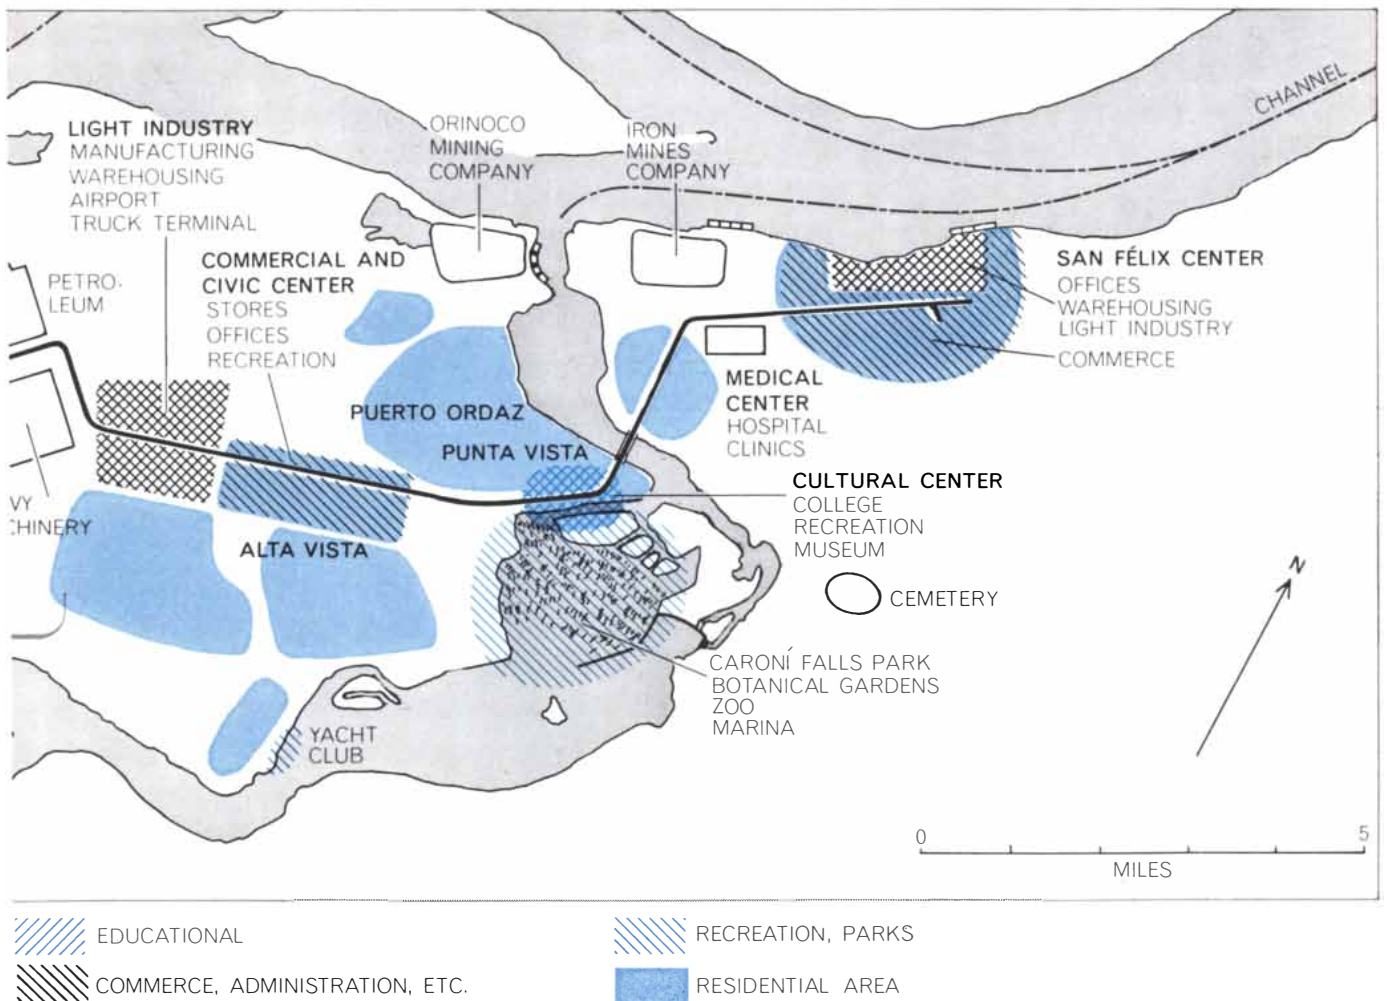 CHANNEL
LIGHT INDUSTRY
MANUFACTURING
WAREHOUSING
AIRPORT
TRUCK TERMINAL
ORINOCO
MINING
COMPANY
IRON
MINES
COMPANY
PETRO-
LEUM
COMMERCIAL AND
CIVIC CENTER
STORES
OFFICES
RECREATION
SAN FÉLIX CENTER
OFFICES
WAREHOUSING
LIGHT INDUSTRY
COMMERCE
MEDICAL
CENTER
HOSPITAL
CLINICS
PUERTO ORDAZ
PUNTA VISTA
CULTURAL CENTER
COLLEGE
RECREATION
MUSEUM
VY
CHINERY
ALTA VISTA
CEMETERY
N
CARONÍ FALLS PARK
BOTANICAL GARDENS
ZOO
MARINA
YACHT
CLUB
0 5
MILES
EDUCATIONAL
RECREATION, PARKS
COMMERCE, ADMINISTRATION, ETC.
RESIDENTIAL AREA